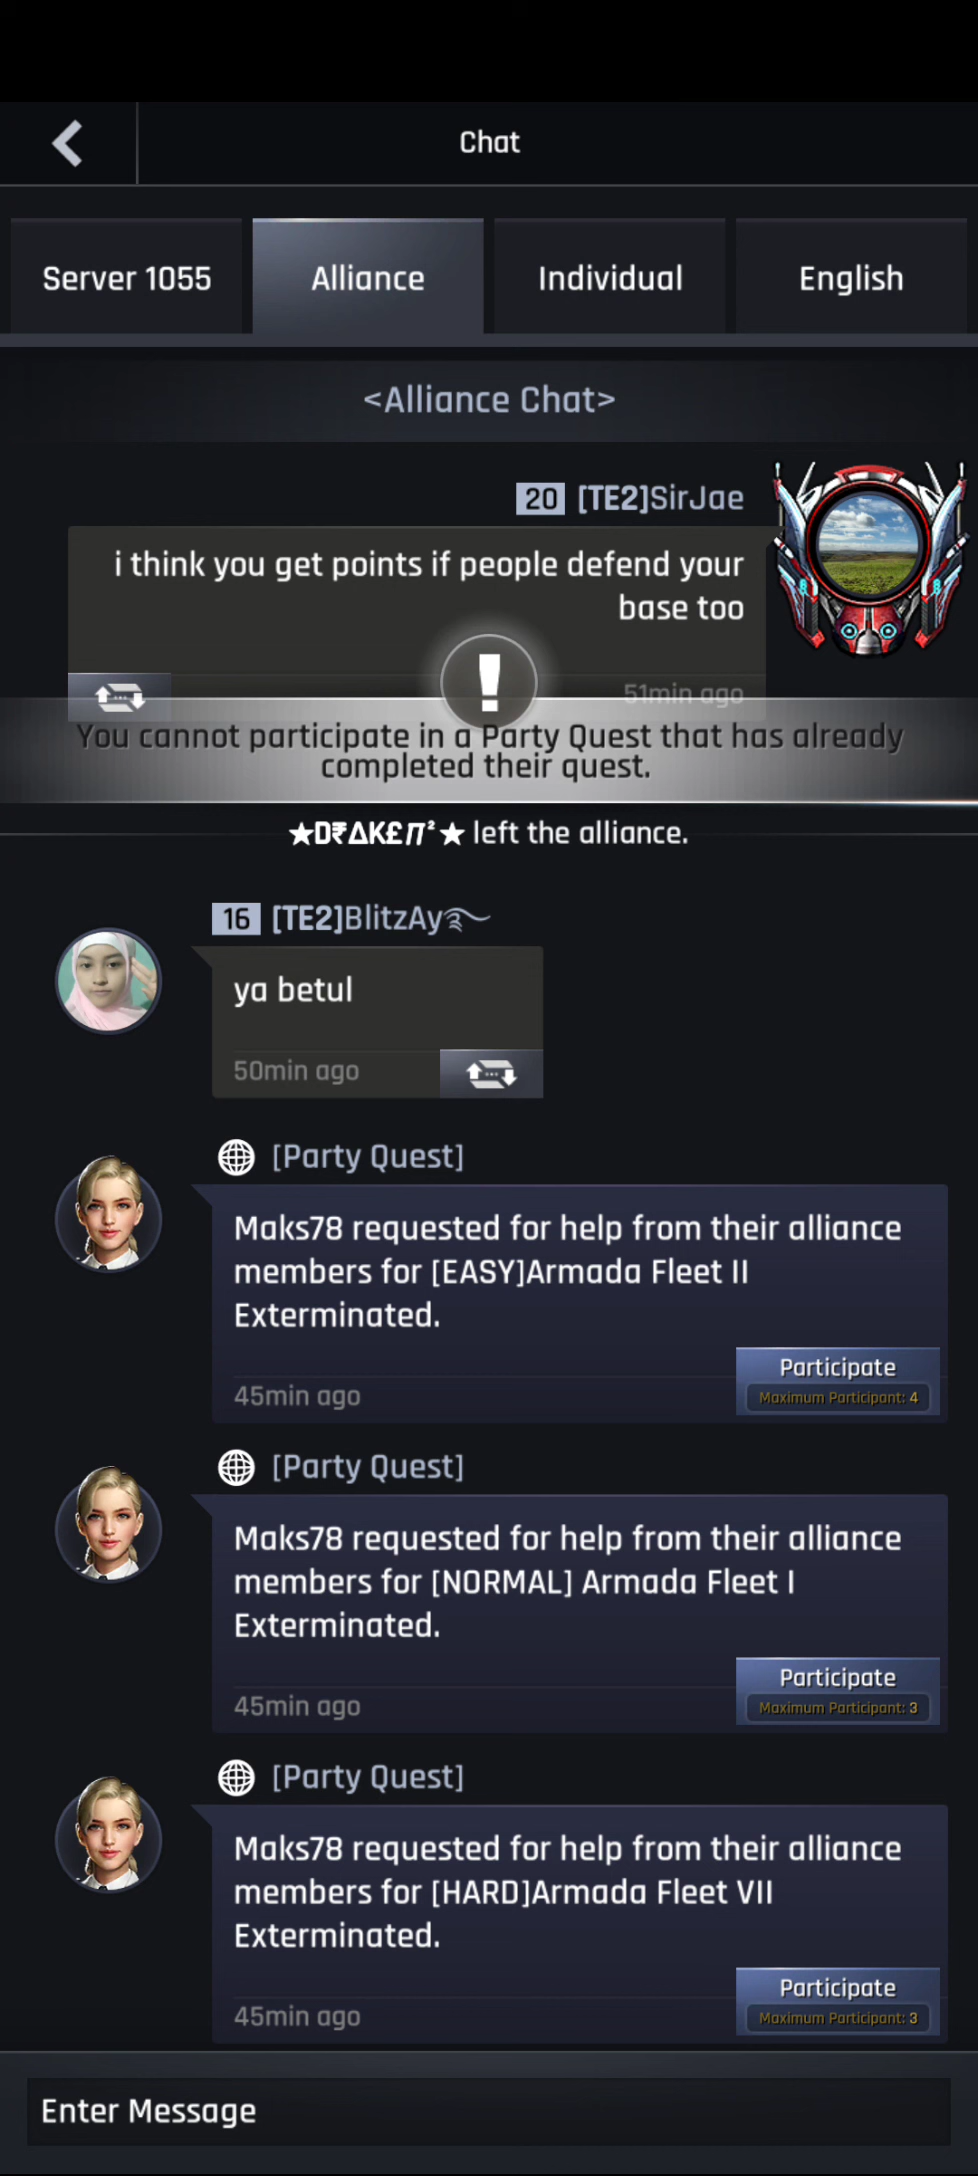 Chat
Server 1055
Alliance
Individual
English
<Alliance Chat>
20 [TE2]SirJae
i think you get points if people defend your
base too
51min ago
You cannot participate in a Party Quest that has already
completed their quest.
★D₹ΔK£Π²★ left the alliance.
16 [TE2]BlitzAy࿐
ya betul
50min ago
[Party Quest]
Maks78 requested for help from their alliance
members for [EASY]Armada Fleet II
Exterminated.
Participate
45min ago
Maximum Participant: 4
[Party Quest]
Maks78 requested for help from their alliance
members for [NORMAL] Armada Fleet I
Exterminated.
Participate
45min ago
Maximum Participant: 3
[Party Quest]
Maks78 requested for help from their alliance
members for [HARD]Armada Fleet VII
Exterminated.
Participate
45min ago
Maximum Participant: 3
Enter Message